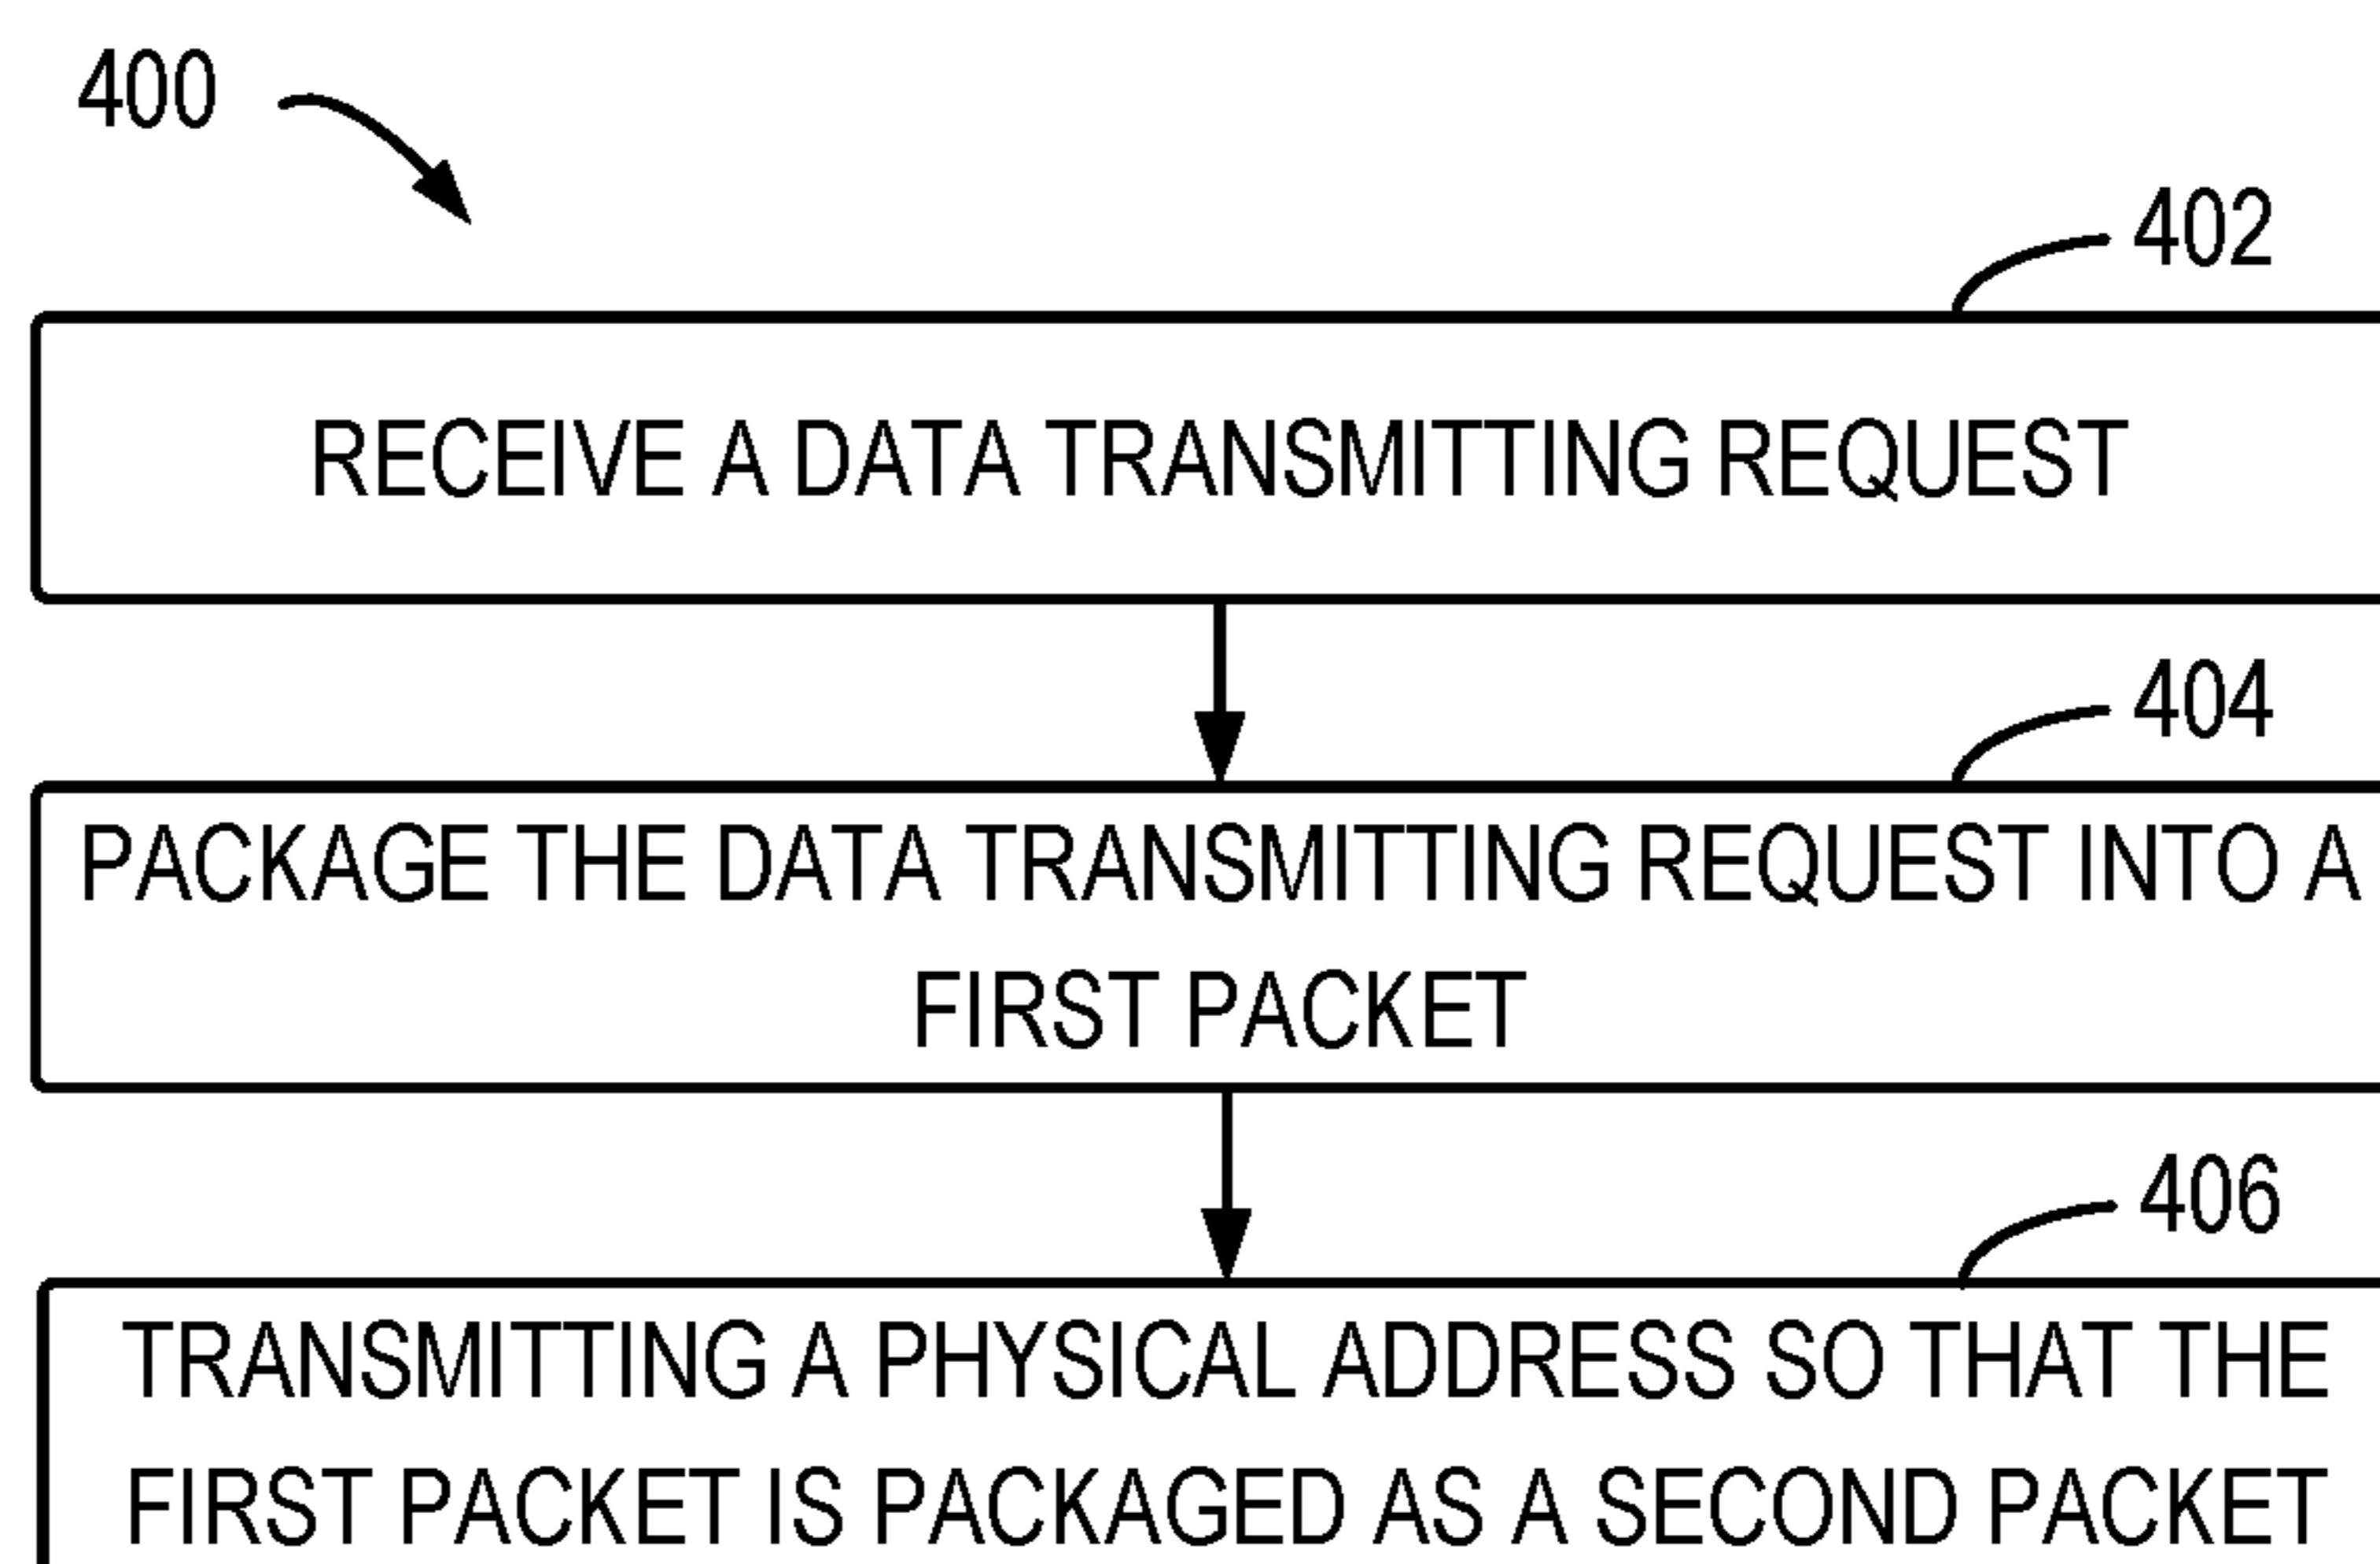 400
402
RECEIVE A DATA TRANSMITTING REQUEST
404
PACKAGE THE DATA TRANSMITTING REQUEST INTO A
FIRST PACKET
406
TRANSMITTING A PHYSICAL ADDRESS SO THAT THE
FIRST PACKET IS PACKAGED AS A SECOND PACKET